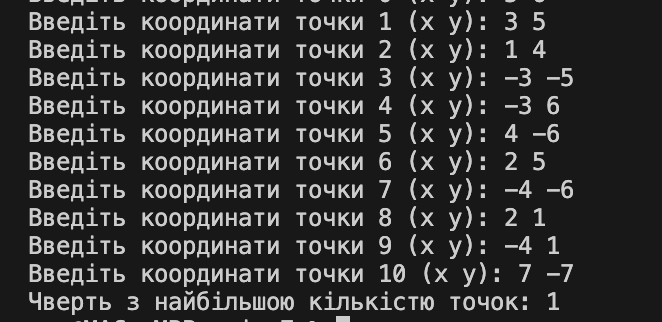 Введіть координати точки 1 (x y): 3 5
Введіть координати точки 2 (x y): 1 4
Введіть координати точки 3 (x y): -3 -5
Введіть координати точки 4 (x y): -3 6
Введіть координати точки 5 (x y): 4 -6
Введіть координати точки 6 (x y): 2 5
Введіть координати точки 7 (x y): -4 -6
Введіть координати точки 8 (x y): 2 1
Введіть координати точки 9 (x y): -4 1
Введіть координати точки 10 (x y): 7 -7
Чверть з найбільшою кількістю точок: 1